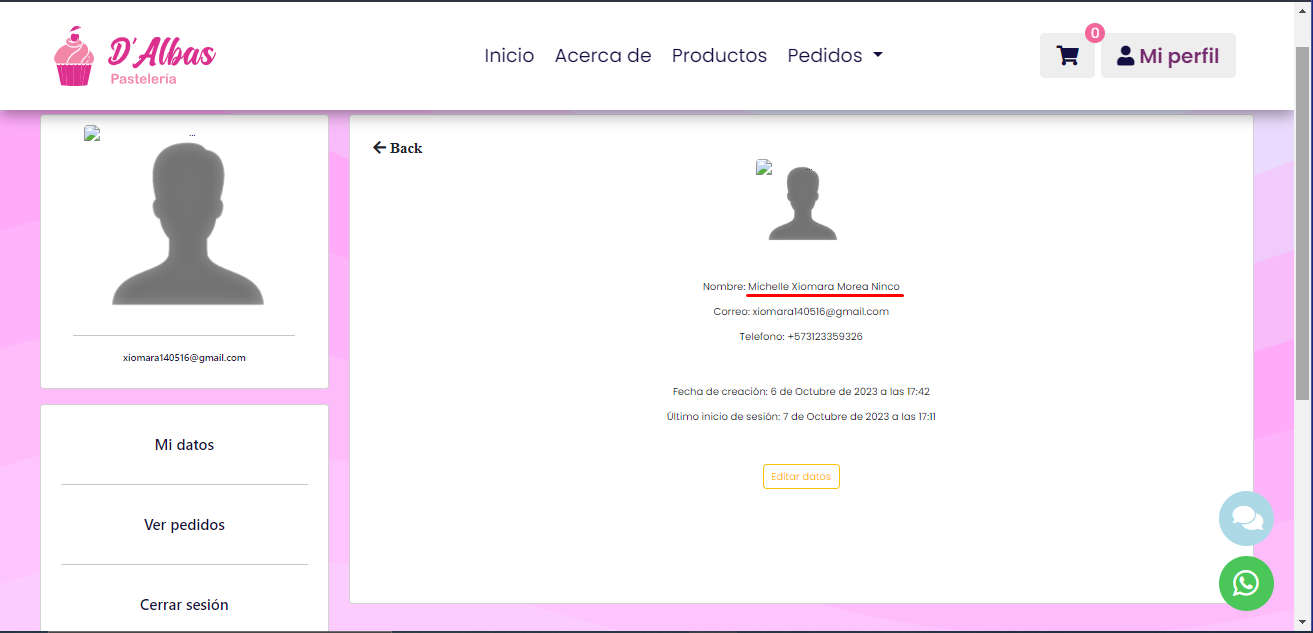 D'Albas
Pastelería
Inicio Acerca de Productos Pedidos
0
Mi perfil
...
xiomara140516@gmail.com
Mi datos
Ver pedidos
Cerrar sesión
Back
...
Nombre: Michelle Xiomara Morea Ninco
Correo: xiomara140516@gmail.com
Telefono: +573123359326
Fecha de creación: 6 de Octubre de 2023 a las 17:42
Último inicio de sesión: 7 de Octubre de 2023 a las 17:11
Editar datos